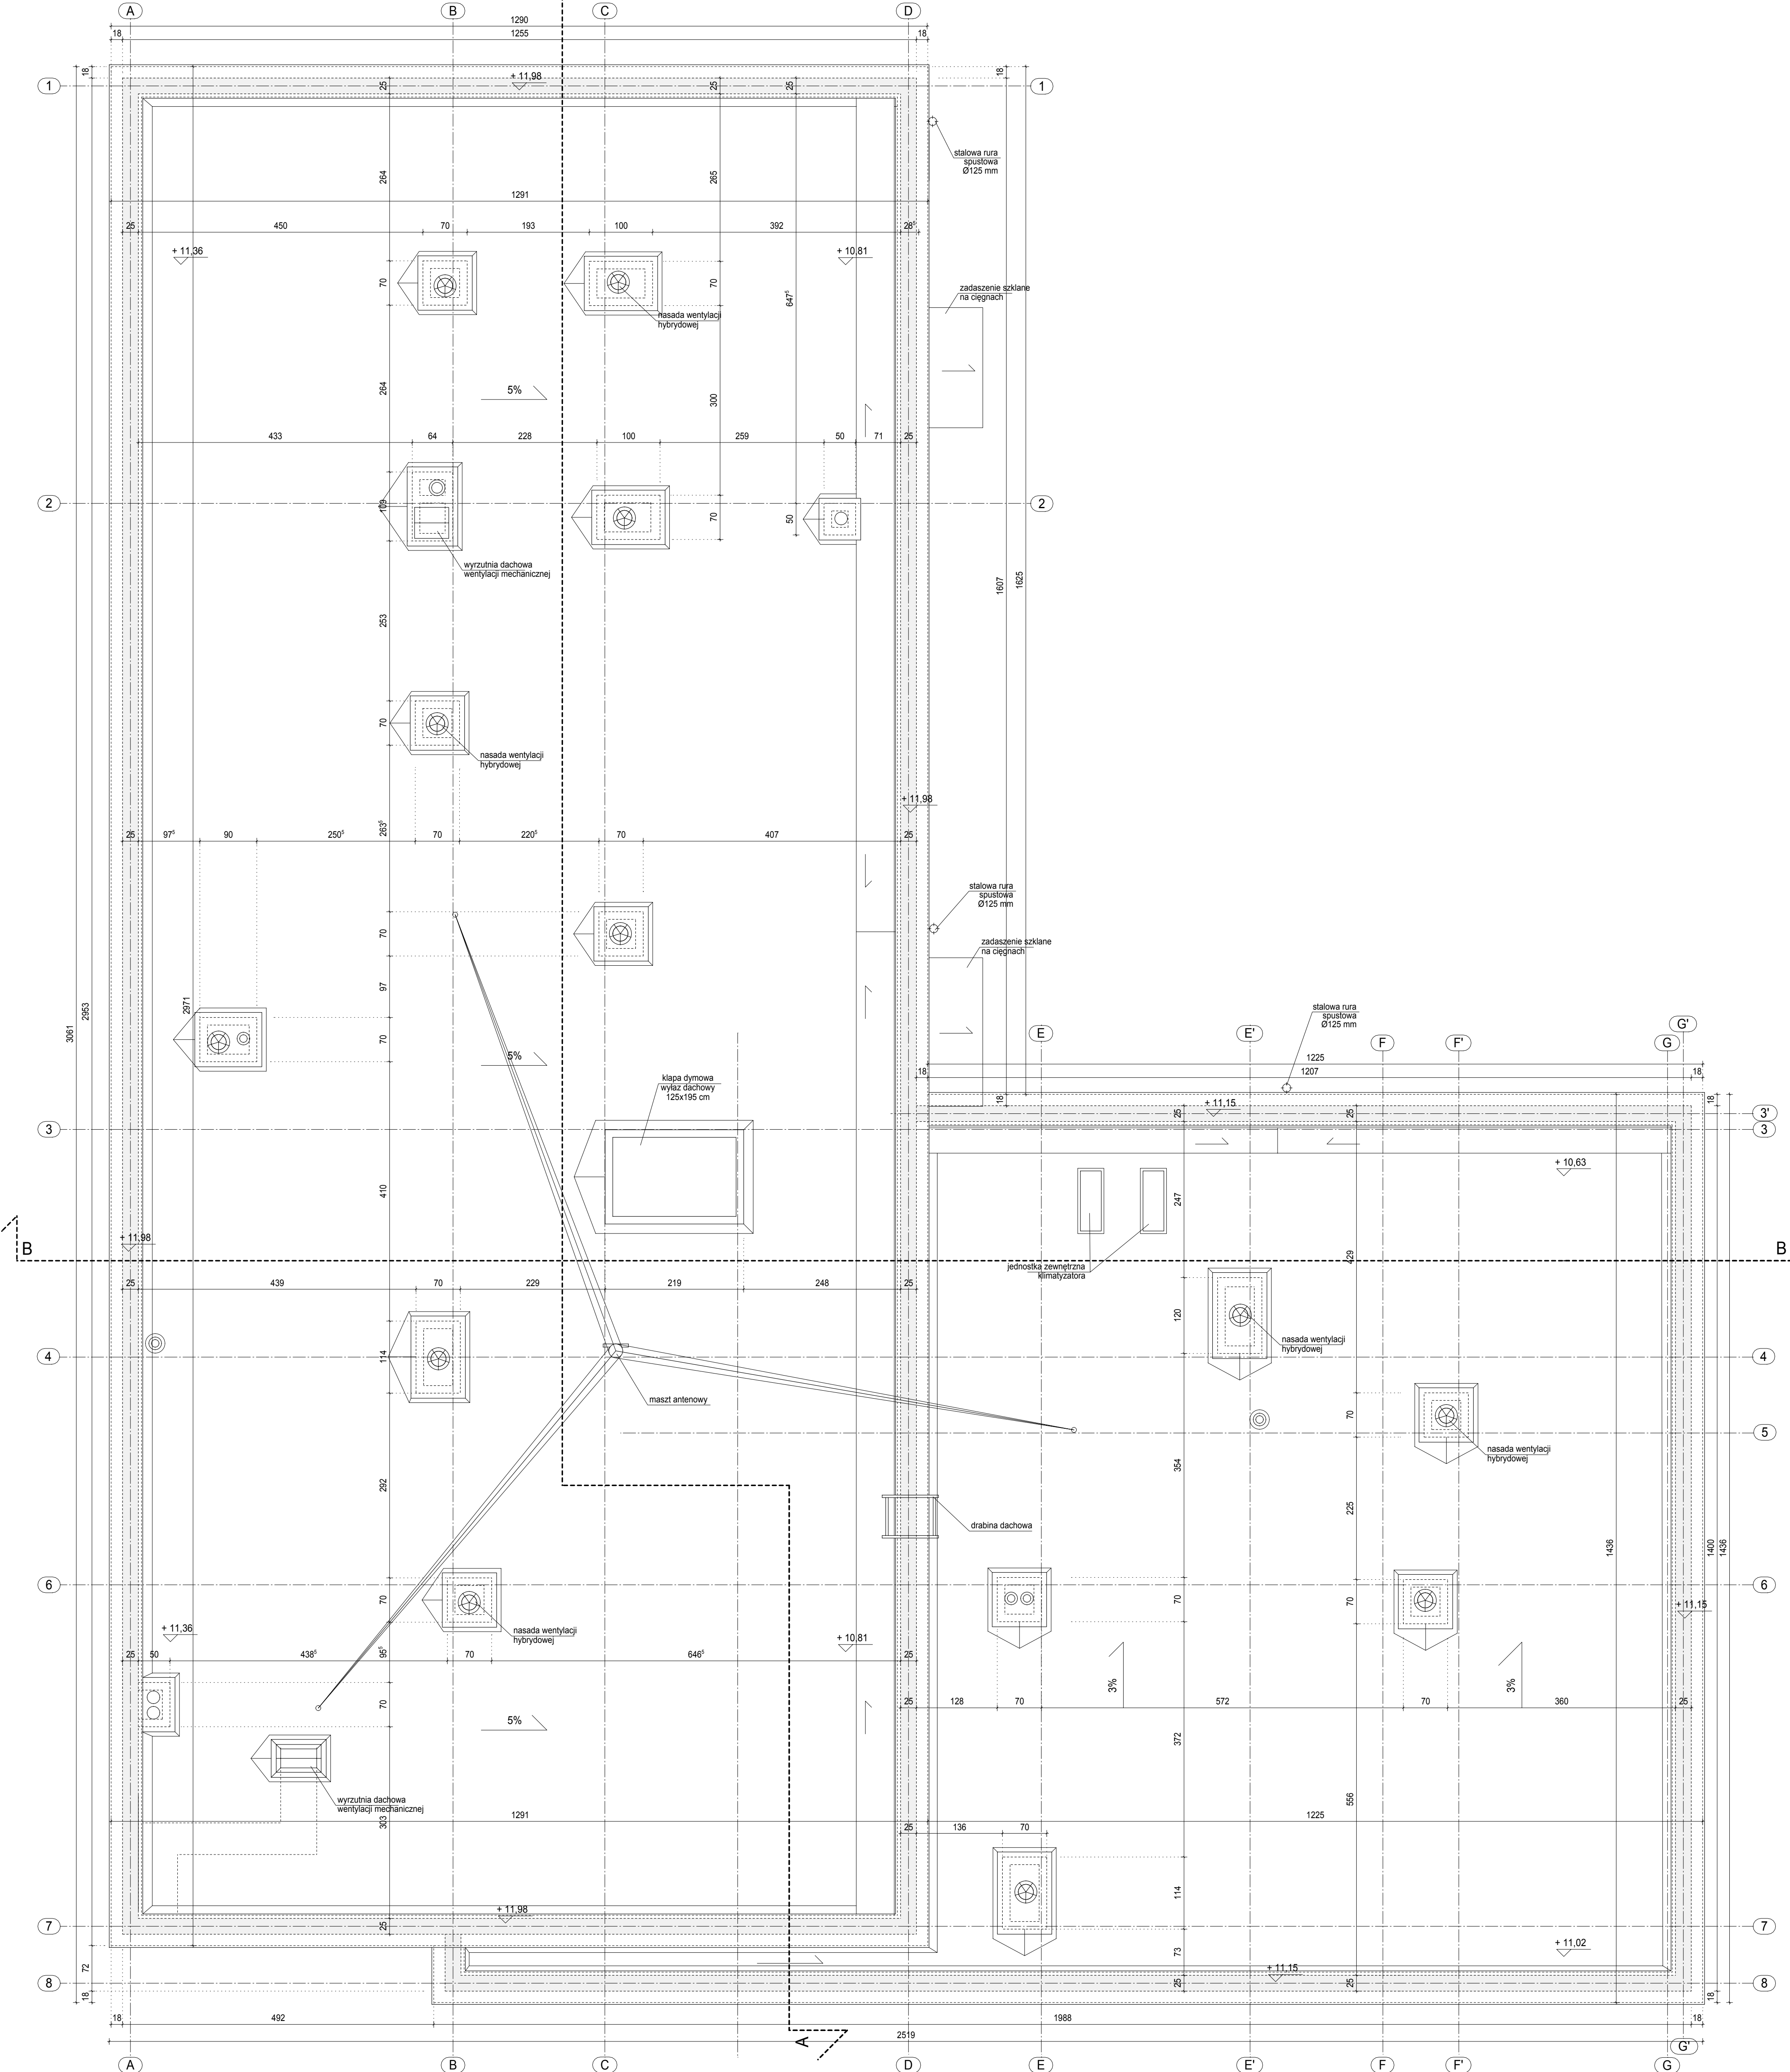 A
B
C
D
1290
18
1255
18
18
18
1
+ 11,98
25
25
25
1
stalowa rura
spustowa
Ø125 mm
264
265
1291
25
450
70
193
100
392
28⁵
+ 11,36
+ 10,81
70
70
647⁵
zadaszenie szklane
na cięgnach
nasada wentylacji
hybrydowej
264
5%
300
433
64
228
100
259
50
71
25
2
109
70
50
2
wyrzutnia dachowa
wentylacji mechanicznej
1607
1625
253
70
nasada wentylacji
hybrydowej
+ 11,98
25
97⁵
90
250⁵
263⁵
70
220⁵
70
407
25
stalowa rura
spustowa
Ø125 mm
70
zadaszenie szklane
na cięgnach
97
3061
2953
2971
stalowa rura
spustowa
Ø125 mm
70
5%
E
E'
F
F'
G
G'
1225
18
1207
18
klapa dymowa
wyłaz dachowy
125x195 cm
18
18
+ 11,15
25
25
3'
3
3
+ 10,63
410
247
+ 11,98
B
B
429
jednostka zewnętrzna
klimatyzatora
25
439
70
229
219
248
25
120
nasada wentylacji
hybrydowej
4
114
4
maszt antenowy
70
5
nasada wentylacji
hybrydowej
354
292
225
drabina dachowa
1436
1400
1436
6
70
70
70
6
+ 11,15
nasada wentylacji
hybrydowej
+ 11,36
+ 10,81
25
50
438⁵
95⁵
70
646⁵
25
3%
3%
70
25
128
70
572
70
360
25
5%
372
wyrzutnia dachowa
wentylacji mechanicznej
556
303
1291
1225
25
136
70
114
+ 11,98
7
25
7
73
+ 11,02
72
+ 11,15
8
25
25
8
18
18
18
492
1988
18
A
2519
A
B
C
D
E
E'
F
F'
G
G'